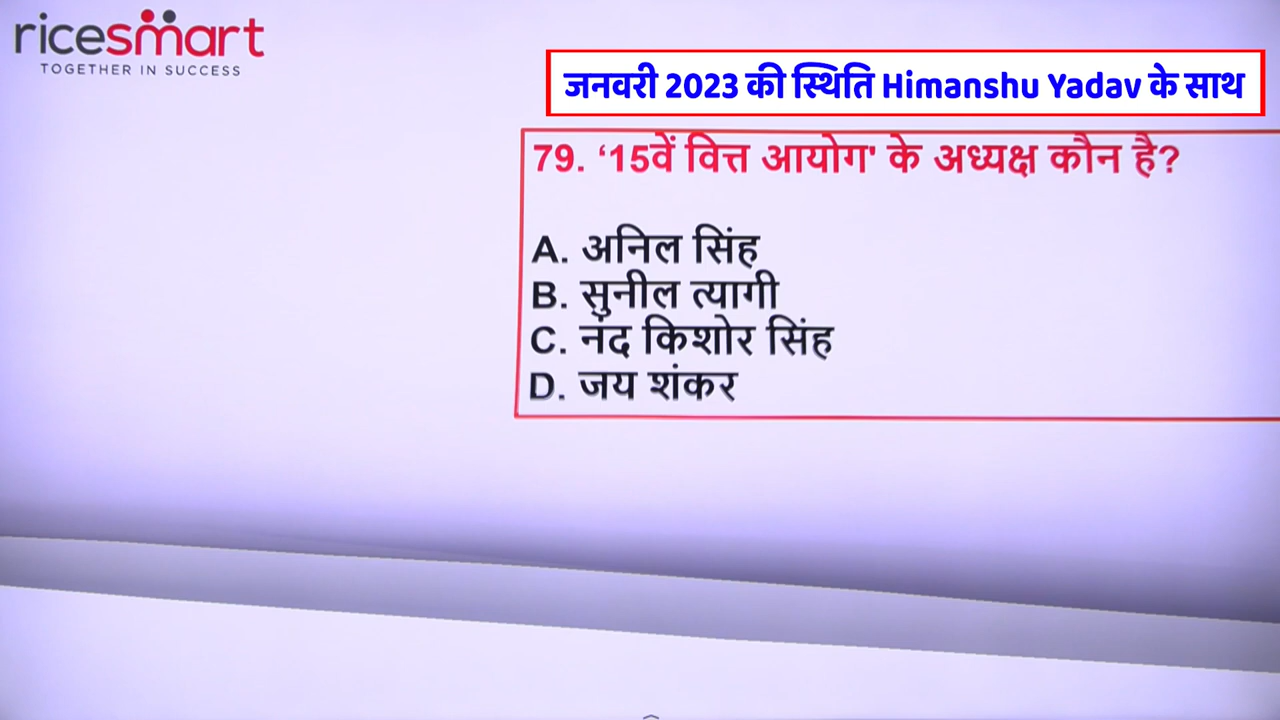 ricesmart
TOGETHER IN SUCCESS
जनवरी 2023 की स्थिति Himanshu Yadav के साथ
79. ‘15वें वित्त आयोग' के अध्यक्ष कौन है?
A. अनिल सिंह
B. सुनील त्यागी
C. नंद किशोर सिंह
D. जय शंकर